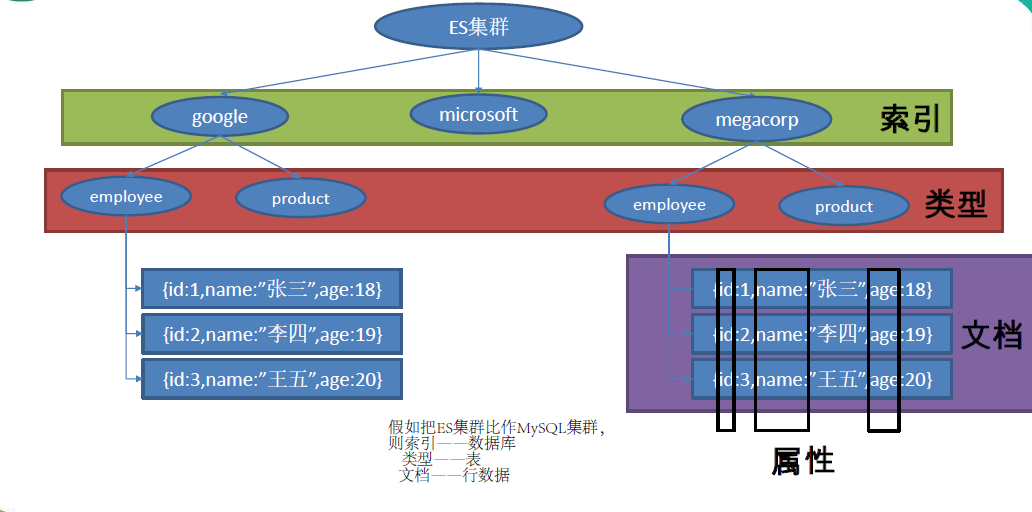 ES集群
google
microsoft
megacorp
索引
employee
product
employee
product
类型
{id:1,name:”张三”,age:18}
{id:2,name:”李四”,age:19}
{id:3,name:”王五”,age:20}
{id:1,name:”张三”,age:18}
{id:2,name:”李四”,age:19}
{id:3,name:”王五”,age:20}
文档
假如把ES集群比作MySQL集群，
则索引——数据库
类型——表
文档——行数据
属性